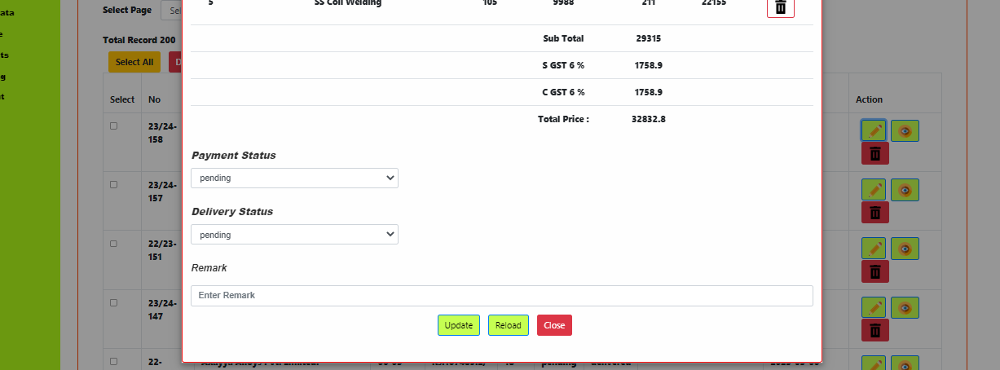 ata
e
ts
g
t
Select Page Sel
Total Record 200
Select All D
Select No Action
23/24-
158
23/24-
157
22/23-
151
23/24-
147
22-
5 SS Coil Welding 105 9988 211 22155
Sub Total 29315
S GST 6 % 1758.9
C GST 6 % 1758.9
Total Price : 32832.8
Payment Status
pending
Delivery Status
pending
Remark
Enter Remark
Update Reload Close
pending delivered